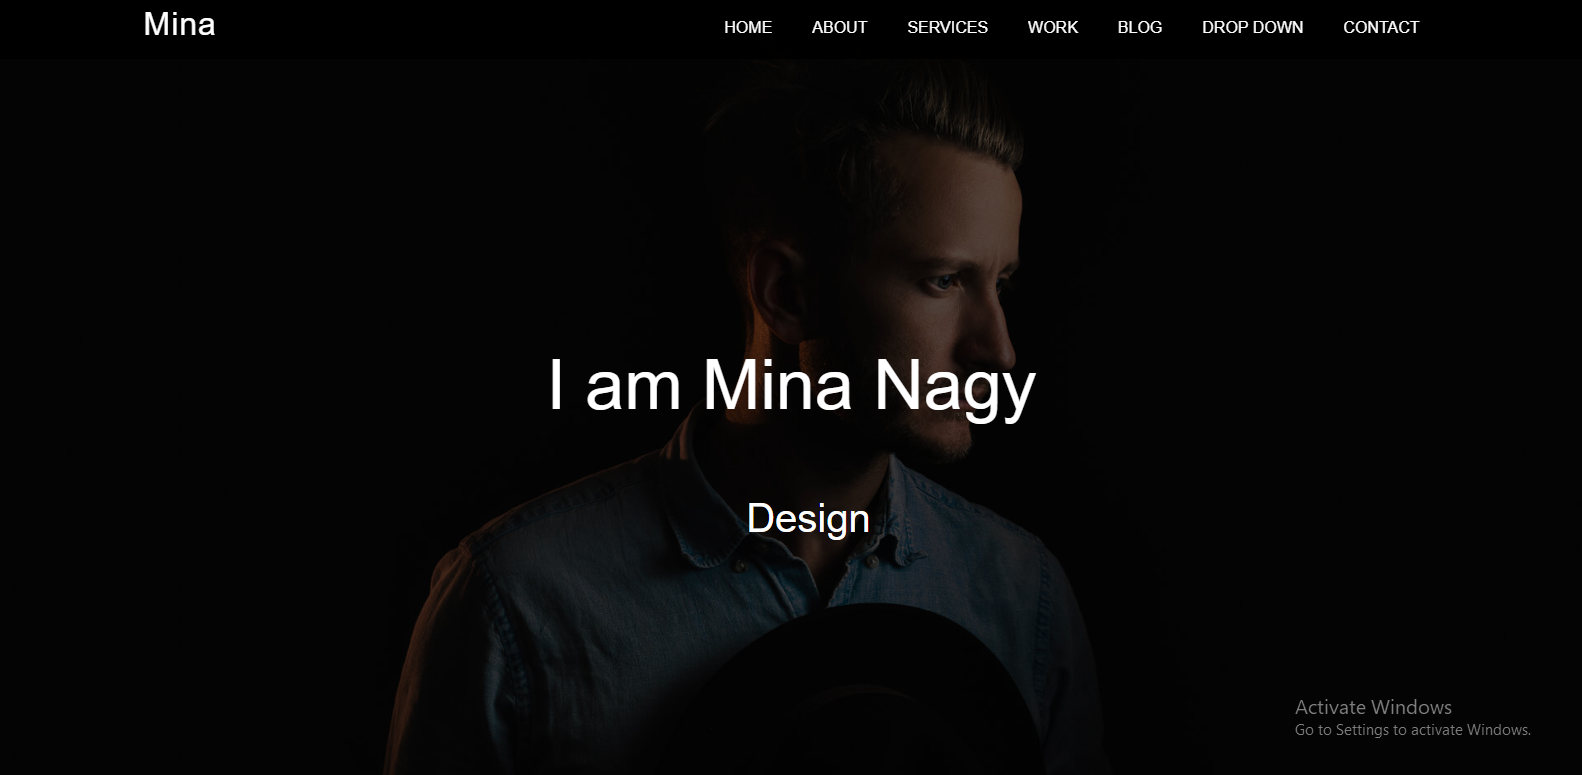 Mina
HOME ABOUT SERVICES WORK BLOG DROP DOWN CONTACT
I am Mina Nagy
Design
Activate Windows
Go to Settings to activate Windows.